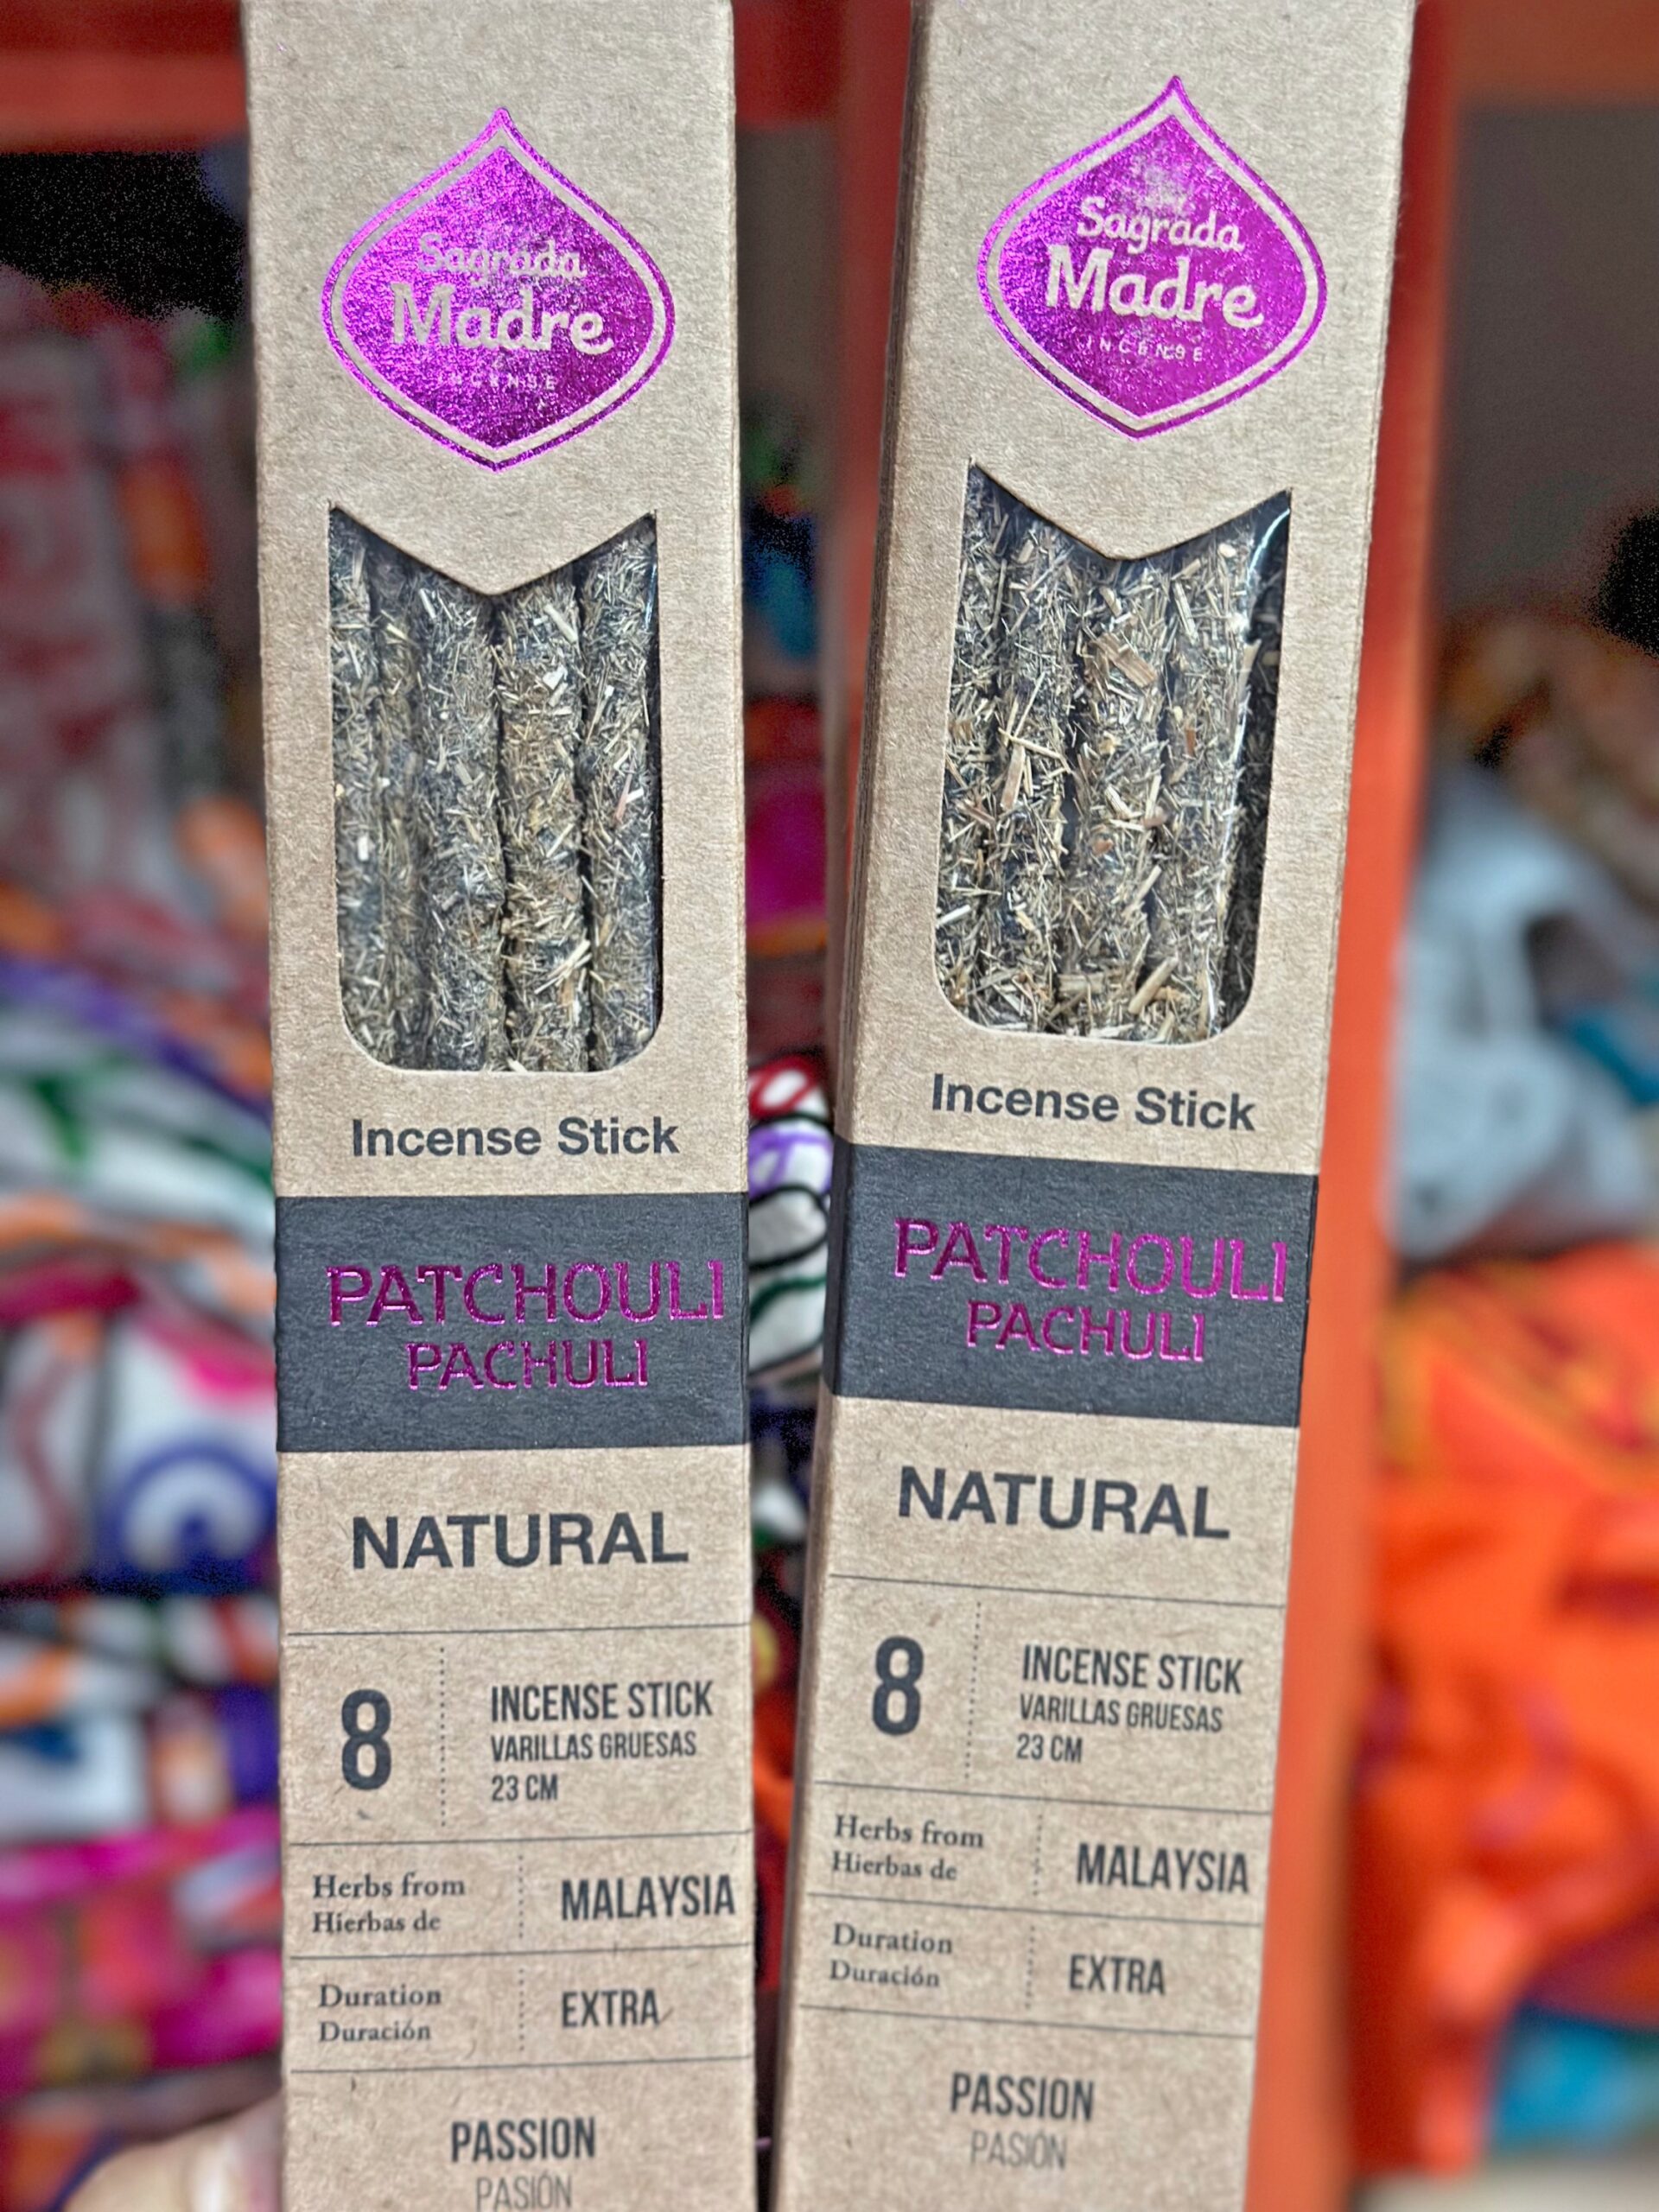 Sagrada
Madre
INCENSE
Incense Stick
PATCHOULI
PACHULI
NATURAL
8
INCENSE STICK
VARILLAS GRUESAS
23 CM
Herbs from
Hierbas de
MALAYSIA
Duration
Duración
EXTRA
PASSION
PASIÓN
Sagrada
Madre
INCENSE
Incense Stick
PATCHOULI
PACHULI
NATURAL
8
INCENSE STICK
VARILLAS GRUESAS
23 CM
Herbs from
Hierbas de
MALAYSIA
Duration
Duración
EXTRA
PASSION
PASIÓN